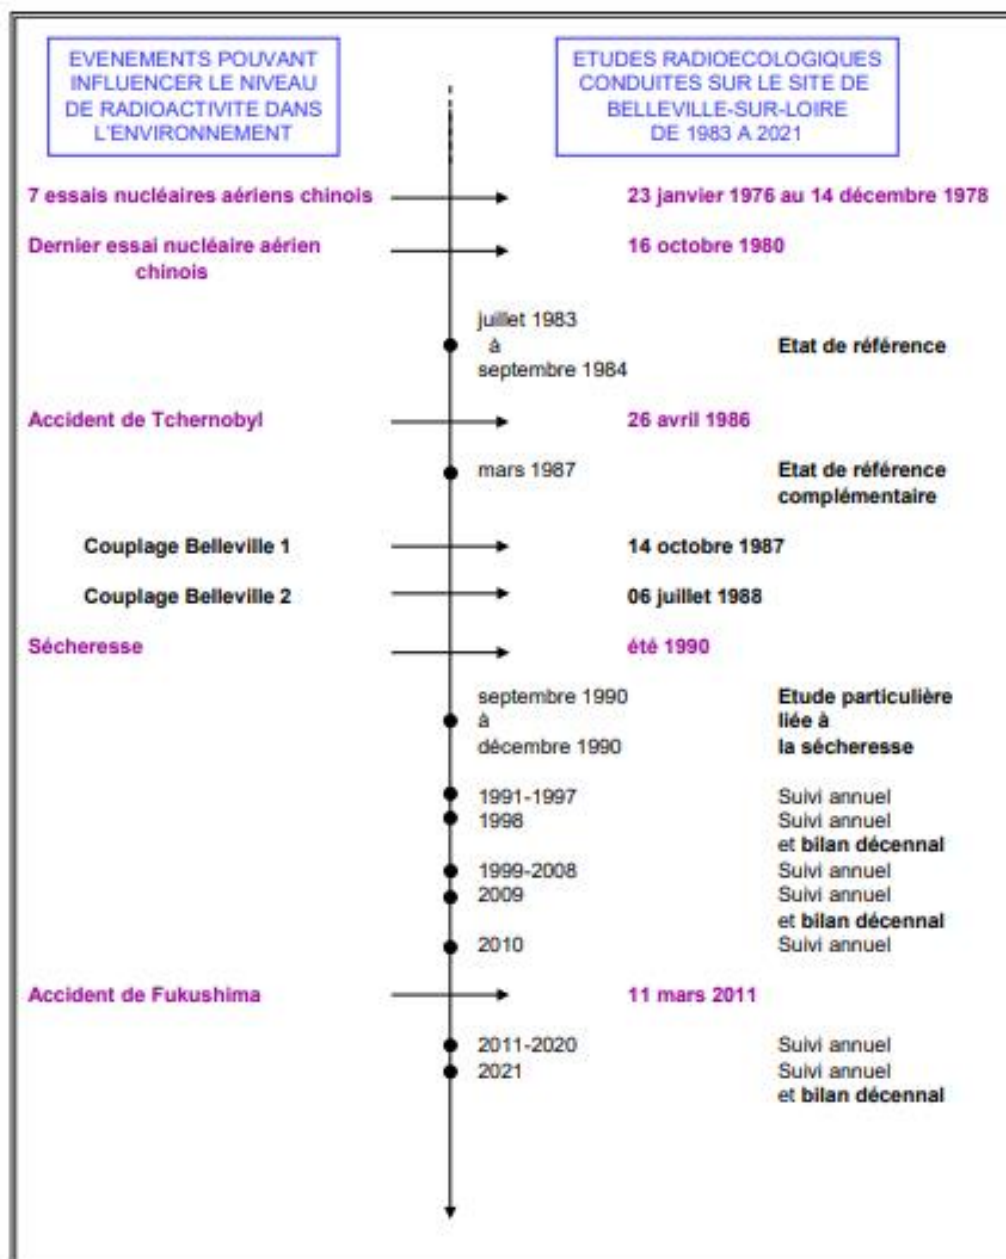 EVENEMENTS POUVANT
INFLUENCER LE NIVEAU
DE RADIOACTIVITE DANS
L'ENVIRONNEMENT
ETUDES RADIOECOLOGIQUES
CONDUITES SUR LE SITE DE
BELLEVILLE-SUR-LOIRE
DE 1983 A 2021
7 essais nucléaires aériens chinois
23 janvier 1976 au 14 décembre 1978
Dernier essai nucléaire aérien
chinois
16 octobre 1980
juillet 1983
à
septembre 1984
Etat de référence
Accident de Tchernobyl
26 avril 1986
mars 1987
Etat de référence
complémentaire
Couplage Belleville 1
14 octobre 1987
Couplage Belleville 2
06 juillet 1988
Sécheresse
été 1990
septembre 1990
à
décembre 1990
Etude particulière
liée à
la sécheresse
1991-1997
Suivi annuel
1998
Suivi annuel
et bilan décennal
1999-2008
Suivi annuel
2009
Suivi annuel
et bilan décennal
2010
Suivi annuel
Accident de Fukushima
11 mars 2011
2011-2020
Suivi annuel
2021
Suivi annuel
et bilan décennal